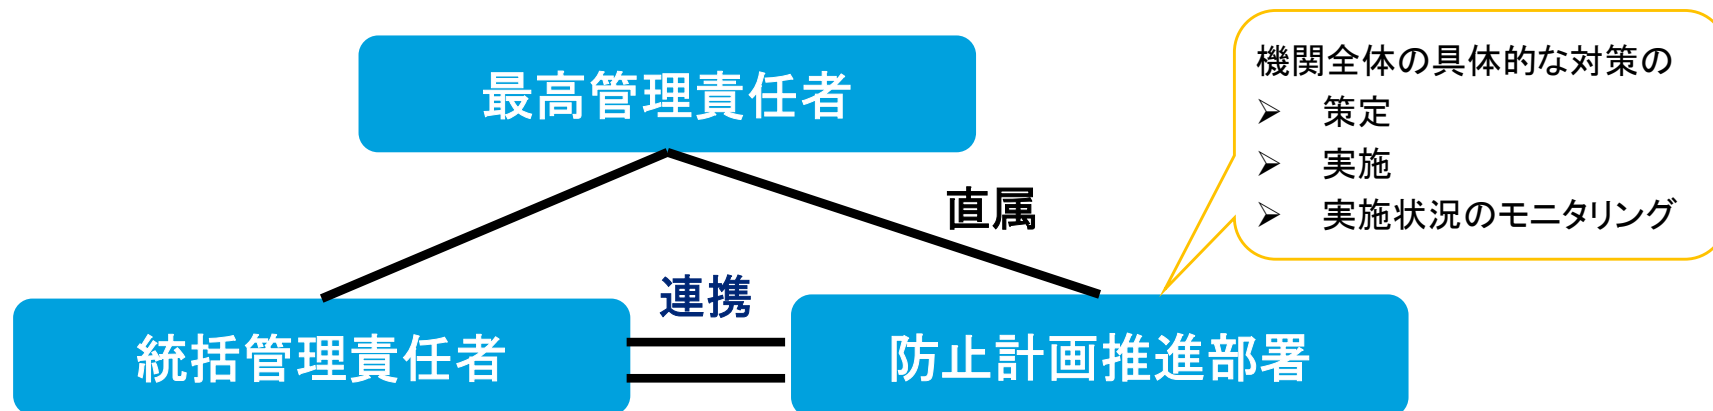 最高管理責任者
機関全体の具体的な対策の
➢ 策定
➢ 実施
➢ 実施状況のモニタリング
直属
連携
統括管理責任者
防止計画推進部署